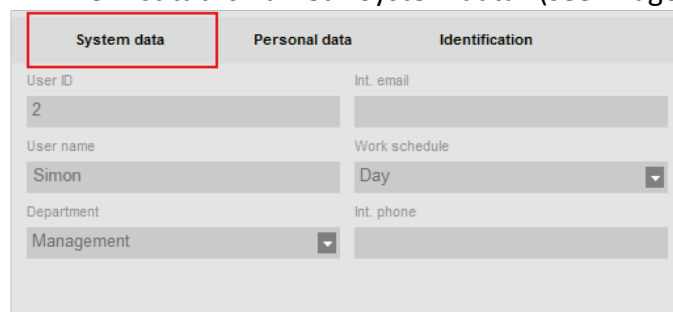 System data Personal data Identification
User ID Int. email
2
User name Work schedule
Simon Day
Department Int. phone
Management